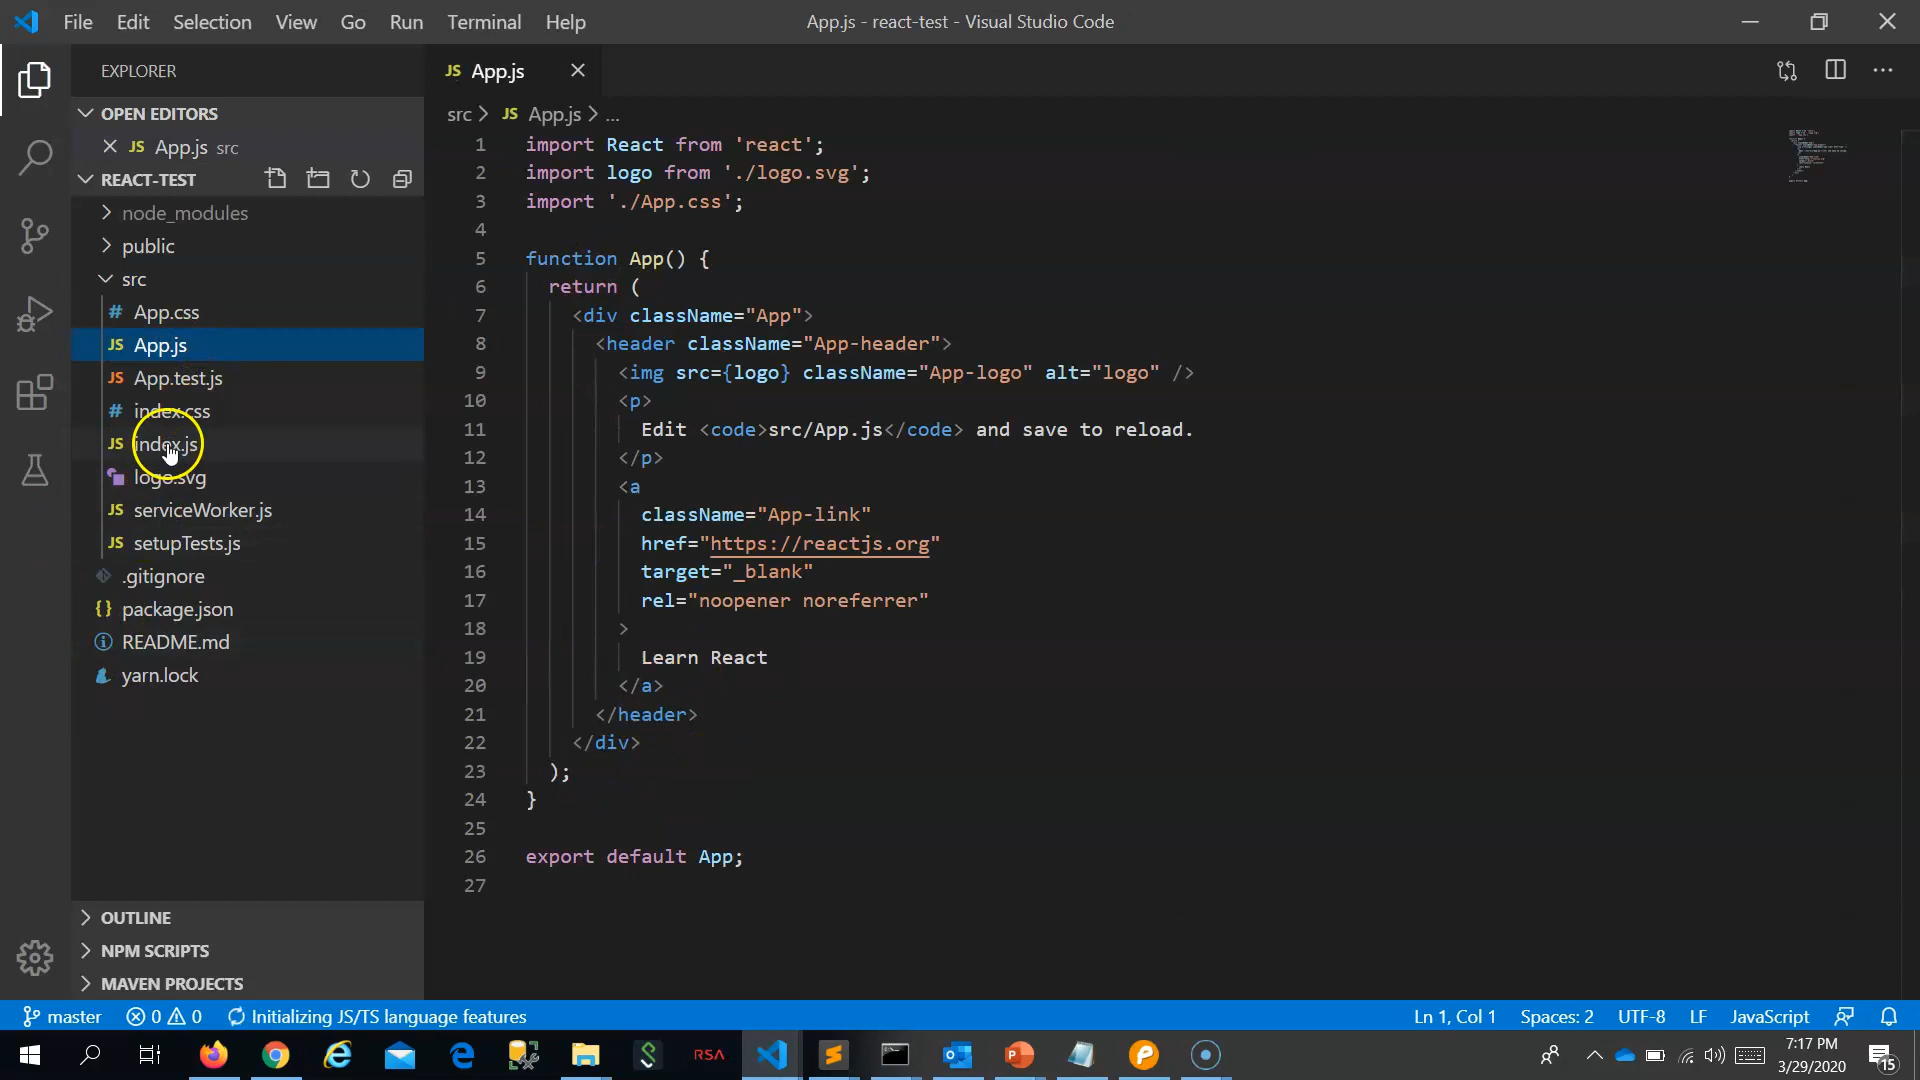 File Edit Selection View Go Run Terminal Help
App.js - react-test - Visual Studio Code
EXPLORER
OPEN EDITORS
JS App.js src
REACT-TEST
node_modules
public
src
# App.css
JS App.js
JS App.test.js
# index.css
JS index.js
logo.svg
JS serviceWorker.js
JS setupTests.js
.gitignore
{} package.json
README.md
yarn.lock
OUTLINE
NPM SCRIPTS
MAVEN PROJECTS
JS App.js
src > JS App.js > ...
1 import React from 'react';
2 import logo from './logo.svg';
3 import './App.css';
4
5 function App() {
6 return (
7 <div className="App">
8 <header className="App-header">
9 <img src={logo} className="App-logo" alt="logo" />
10 <p>
11 Edit <code>src/App.js</code> and save to reload.
12 </p>
13 <a
14 className="App-link"
15 href="https://reactjs.org"
16 target="_blank"
17 rel="noopener noreferrer"
18 >
19 Learn React
20 </a>
21 </header>
22 </div>
23 );
24 }
25
26 export default App;
27
master 0 0 Initializing JS/TS language features
Ln 1, Col 1 Spaces: 2 UTF-8 LF JavaScript
RSA
7:17 PM
3/29/2020
15